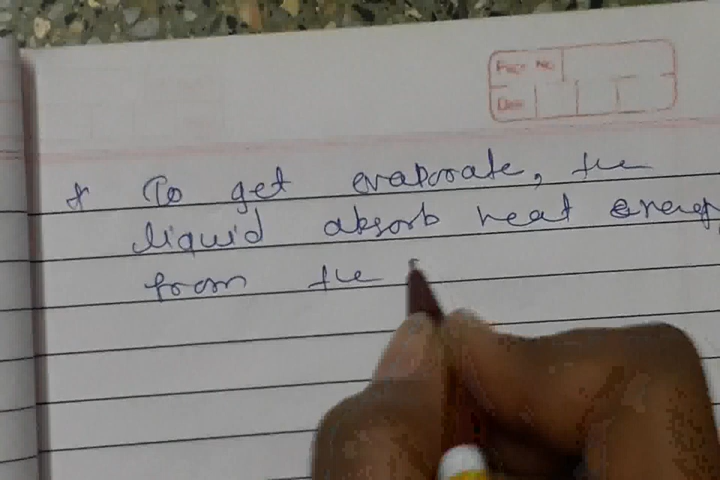 Page No
Date
* To get evaporate, the
liquid absorb heat energy
from the